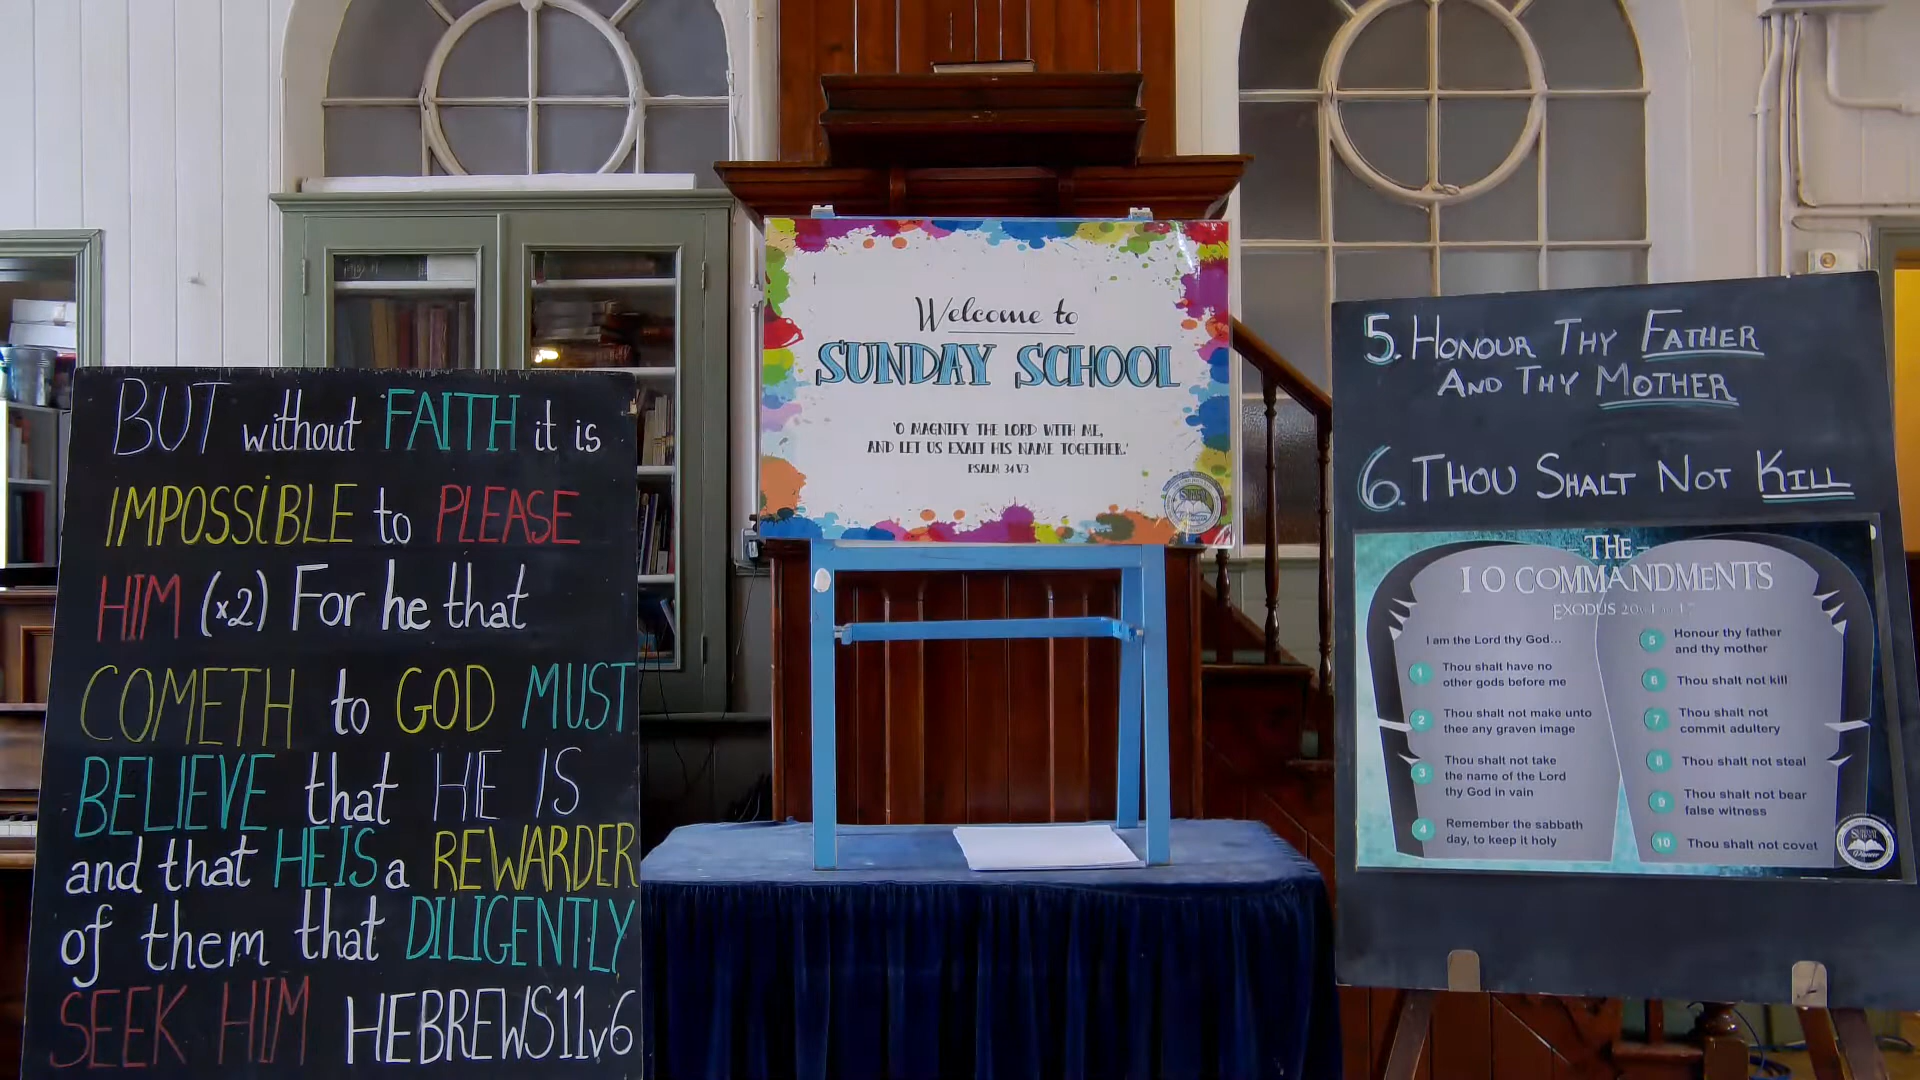 BUT without FAITH it is
IMPOSSIBLE to PLEASE
HIM (x2) For he that
COMETH to GOD MUST
BELIEVE that HE IS
and that HE IS a REWARDER
of them that DILIGENTLY
SEEK HIM HEBREWS 11v6
Welcome to
SUNDAY SCHOOL
'O MAGNIFY THE LORD WITH ME,
AND LET US EXALT HIS NAME TOGETHER.'
PSALM 34V3
5. HONOUR THY FATHER
AND THY MOTHER
6. THOU SHALT NOT KILL
THE
10 COMMANDMENTS
EXODUS
I am the Lord thy God...
1 Thou shalt have no
other gods before me
2 Thou shalt not make unto
thee any graven image
3 Thou shalt not take
the name of the Lord
thy God in vain
4 Remember the sabbath
day, to keep it holy
5 Honour thy father
and thy mother
6 Thou shalt not kill
7 Thou shalt not
commit adultery
8 Thou shalt not steal
9 Thou shalt not bear
false witness
10 Thou shalt not covet